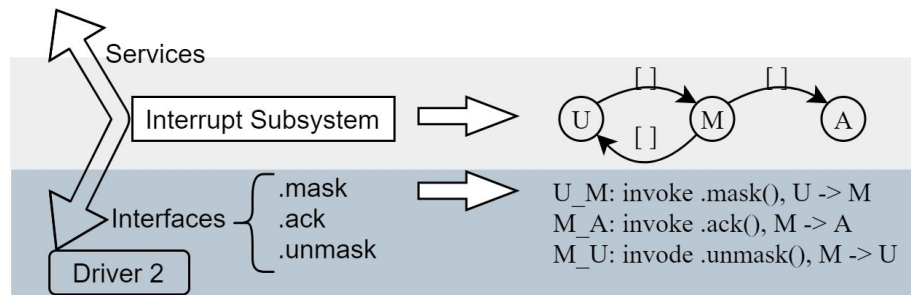 Services
Interrupt Subsystem
[ ]
[ ]
U
M
A
[ ]
Interfaces
.mask
.ack
.unmask
U_M: invoke .mask(), U -> M
M_A: invoke .ack(), M -> A
M_U: invode .unmask(), M -> U
Driver 2